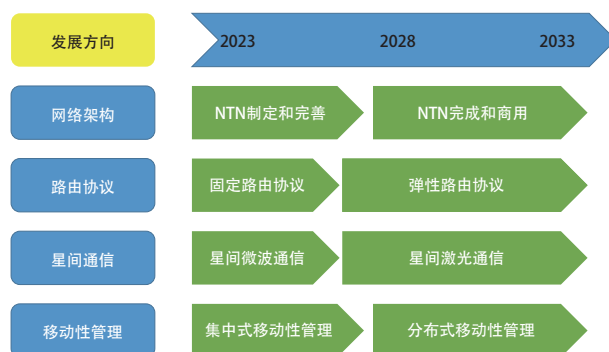 发展方向 2023 2028 2033
网络架构 NTN制定和完善 NTN完成和商用
路由协议 固定路由协议 弹性路由协议
星间通信 星间微波通信 星间激光通信
移动性管理 集中式移动性管理 分布式移动性管理